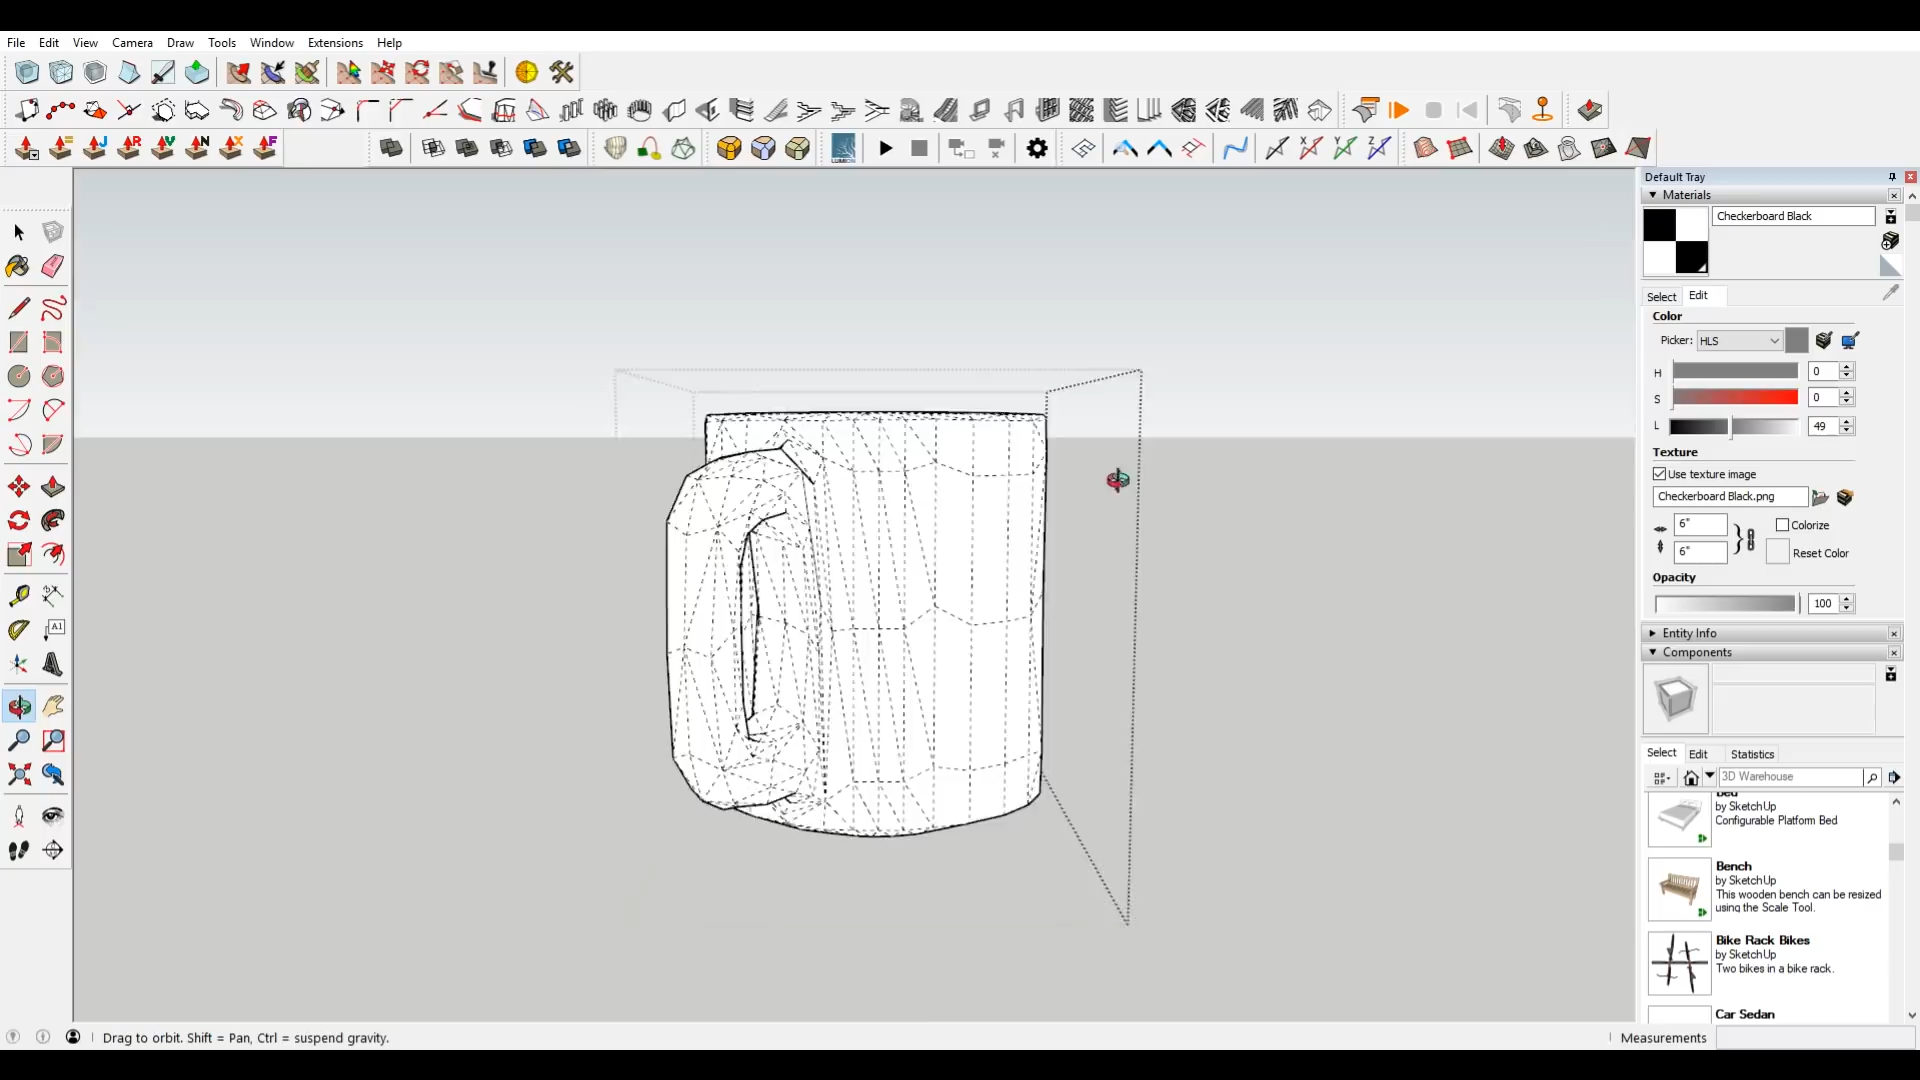 File Edit View Camera Draw Tools Window Extensions Help
J R V N X F
LUMION
X Y Z
Default Tray
Materials
Checkerboard Black
Select Edit
Color
Picker: HLS
H 0
S 0
L 49
Texture
Use texture image
Checkerboard Black.png
6"
Colorize
6"
Reset Color
Opacity
100
Entity Info
Components
Select Edit Statistics
3D Warehouse
Bed
by SketchUp
Configurable Platform Bed
Bench
by SketchUp
This wooden bench can be resized
using the Scale Tool.
Bike Rack Bikes
by SketchUp
Two bikes in a bike rack.
Car Sedan
A1
Drag to orbit. Shift = Pan, Ctrl = suspend gravity.
Measurements